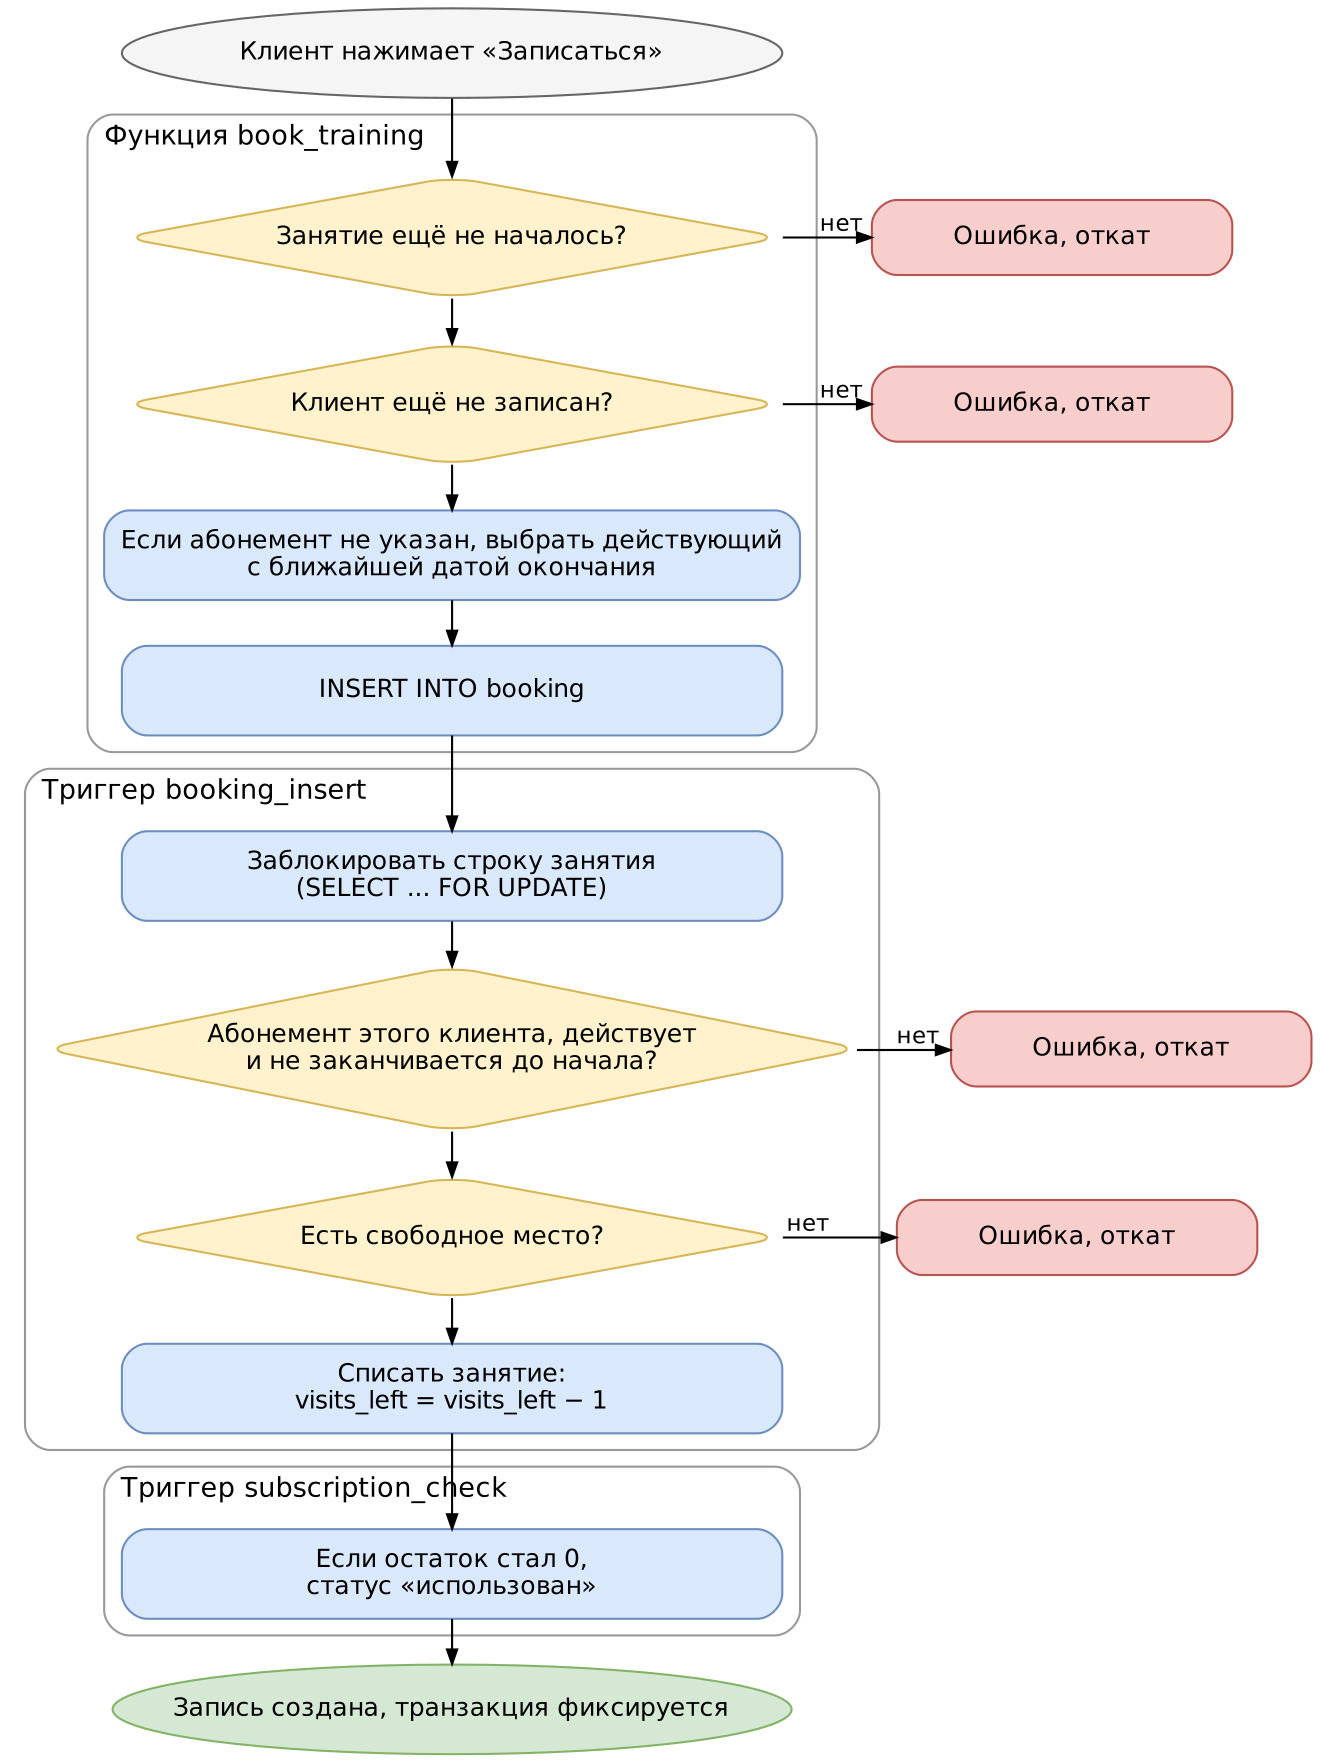 Клиент нажимает «Записаться»
Функция book_training
Занятие ещё не началось?
нет
Ошибка, откат
Клиент ещё не записан?
нет
Ошибка, откат
Если абонемент не указан, выбрать действующий
с ближайшей датой окончания
INSERT INTO booking
Триггер booking_insert
Заблокировать строку занятия
(SELECT ... FOR UPDATE)
Абонемент этого клиента, действует
и не заканчивается до начала?
нет
Ошибка, откат
Есть свободное место?
нет
Ошибка, откат
Списать занятие:
visits_left = visits_left − 1
Триггер subscription_check
Если остаток стал 0,
статус «использован»
Запись создана, транзакция фиксируется